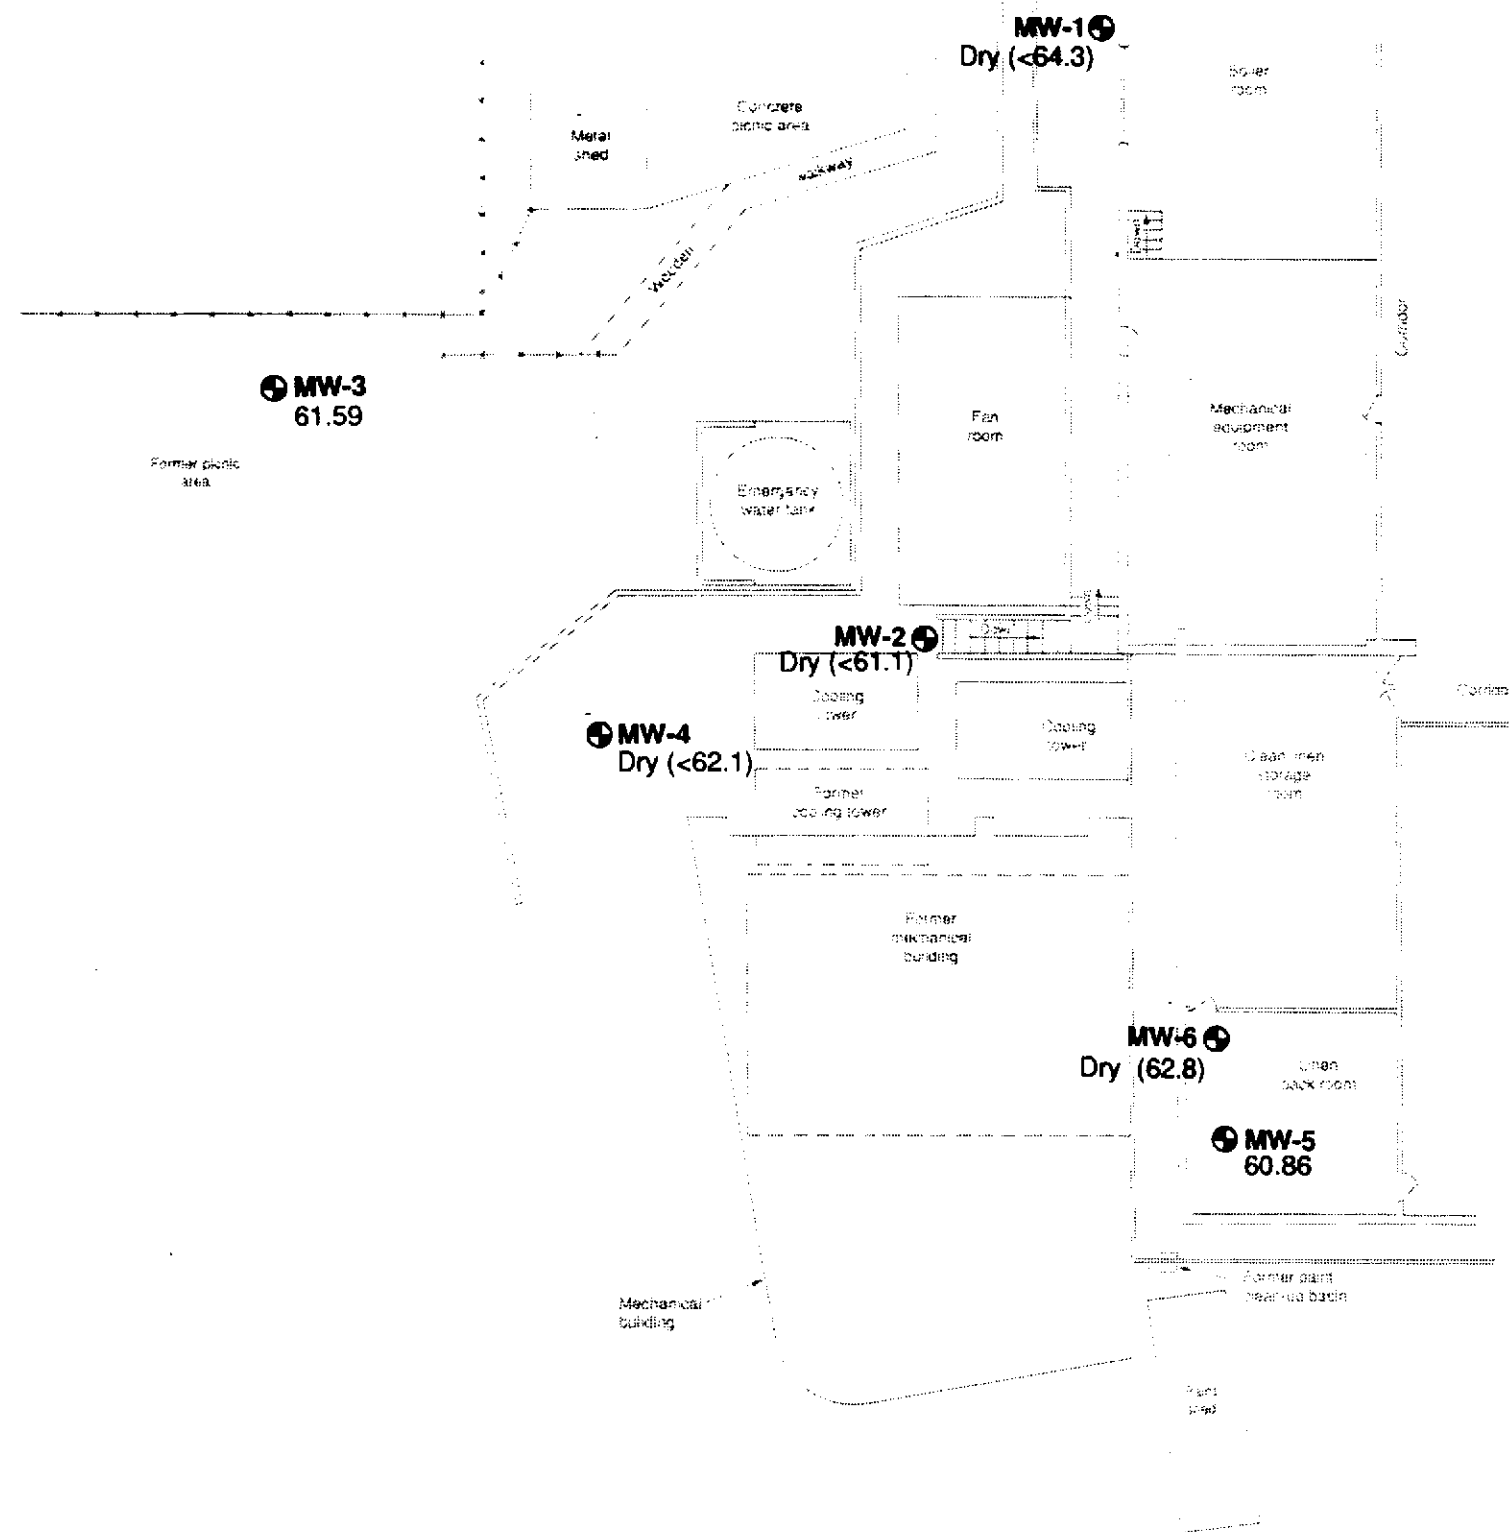 MW-1
Dry (<64.3)
Boiler
room
Concrete
picnic area
Metal
shed
walkway
Wooden
Down
Corridor
MW-3
61.59
Former picnic
area
Fan
room
Mechanical
equipment
room
Emergency
water tank
MW-2
Dry (<61.1)
Down
Cooling
tower
Cooling
tower
MW-4
Dry (<62.1)
Clean linen
storage
room
Former
cooling tower
Former
mechanical
building
MW-6
Dry (62.8)
Linen
pack room
MW-5
60.86
Former paint
clean-up basin
Mechanical
building
Paint
shed